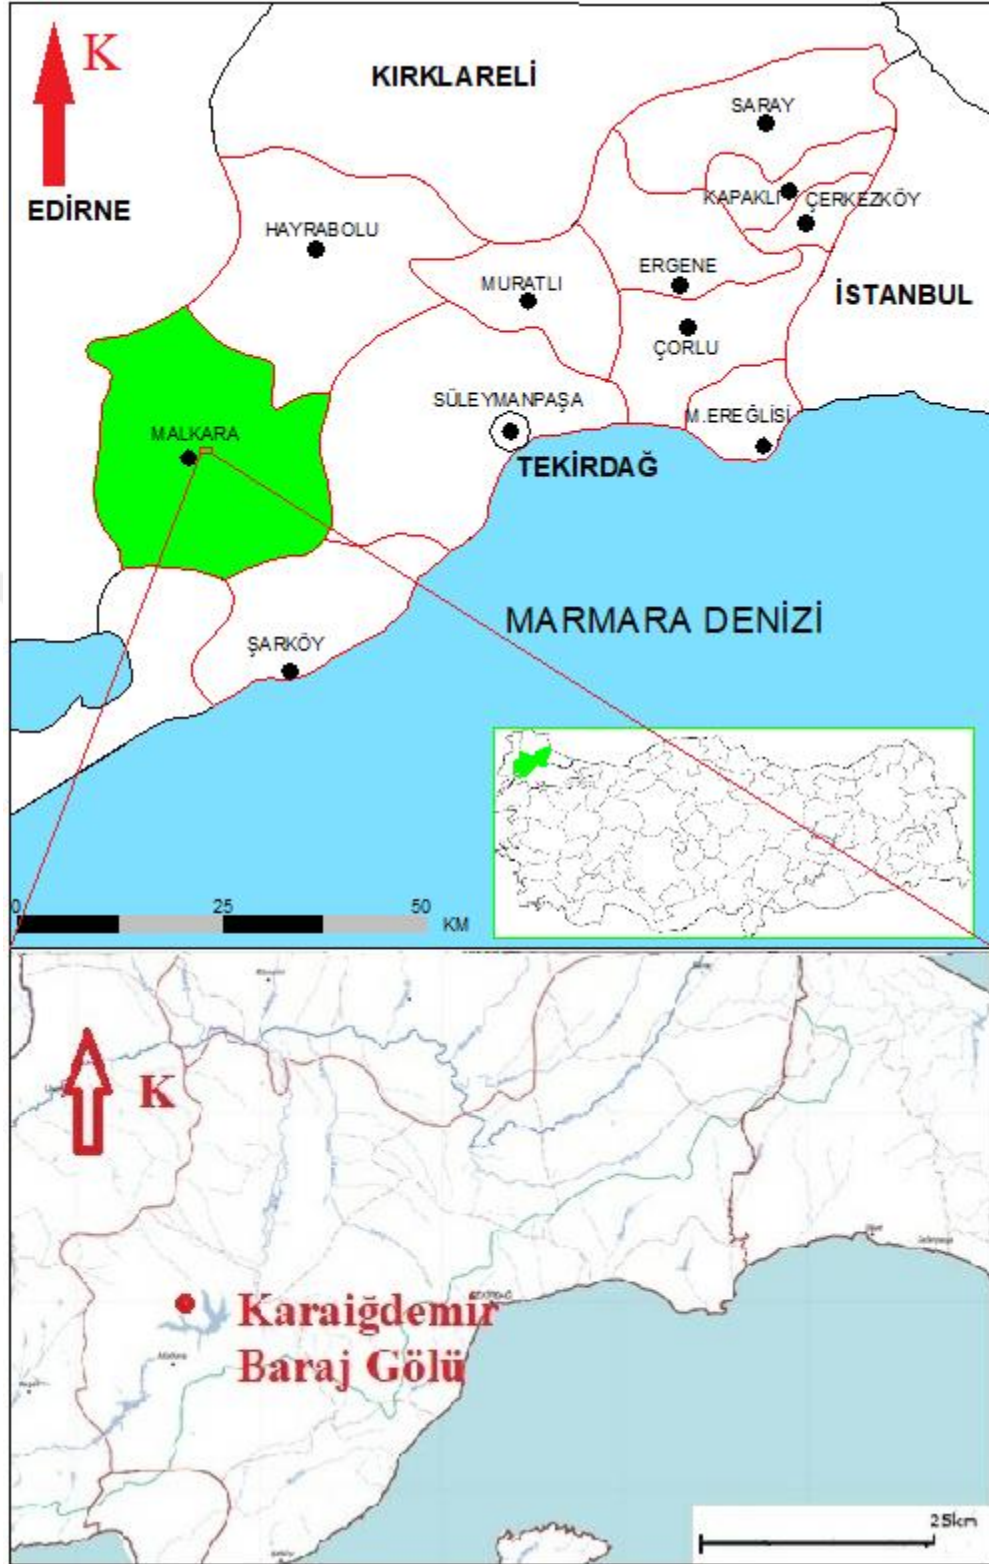 K
KIRKLARELİ
SARAY
EDİRNE
KAPAKLI
ÇERKEZKÖY
HAYRABOLU
ERGENE
MURATLI
İSTANBUL
ÇORLU
SÜLEYMANPAŞA
M.EREĞLİSİ
MALKARA
TEKİRDAĞ
MARMARA DENİZİ
ŞARKÖY
0 25 50
KM
K
Karaiğdemir
Baraj Gölü
25km